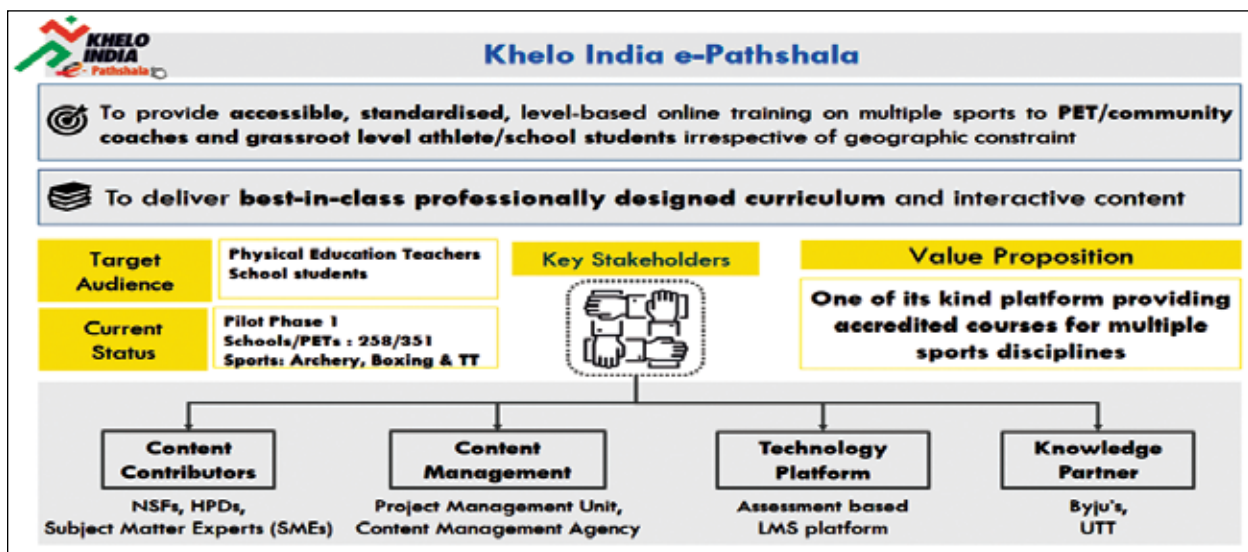 KHELO
INDIA
e - Pathshala
Khelo India e-Pathshala
To provide accessible, standardised, level-based online training on multiple sports to PET/community
coaches and grassroot level athlete/school students irrespective of geographic constraint
To deliver best-in-class professionally designed curriculum and interactive content
Target
Audience
Physical Education Teachers
School students
Current
Status
Pilot Phase 1
Schools/PETs : 258/351
Sports: Archery, Boxing & TT
Key Stakeholders
Value Proposition
One of its kind platform providing
accredited courses for multiple
sports disciplines
Content
Contributors
NSFs, HPDs,
Subject Matter Experts (SMEs)
Content
Management
Project Management Unit,
Content Management Agency
Technology
Platform
Assessment based
LMS platform
Knowledge
Partner
Byju's,
UTT